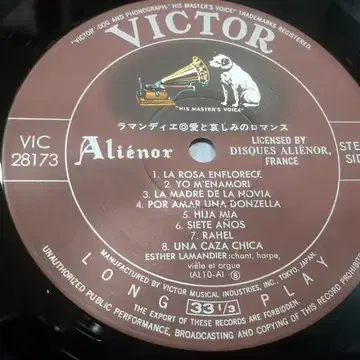 "VICTOR" DOG AND PHONOGRAPH "HIS MASTER'S VOICE" TRADEMARKS REGISTERED.
VICTOR
"HIS MASTER'S VOICE"
ラマンディエ◎愛と哀しみのロマンス
VIC
28173
Aliénor
LICENSED BY
DISQUES ALIÉNOR,
FRANCE
1. LA ROSA ENFLORECE
2. YO M'ENAMORI
3. LA MADRE DE LA NOVIA
4. POR AMAR UNA DONZELLA
5. HIJA MIA
6. SIETE AÑOS
7. RAHEL
8. UNA CAZA CHICA
ESTHER LAMANDIER : chant, harpe,
vièle et orgue
(AL 10-A) Ⓑ
LONG 33 1/3 PLAY
MANUFACTURED BY VICTOR MUSICAL INDUSTRIES, INC., TOKYO, JAPAN.
THE EXPORT OF THESE RECORDS ARE FORBIDDEN.
UNAUTHORIZED PUBLIC PERFORMANCE, BROADCASTING AND COPYING OF THIS RECORD